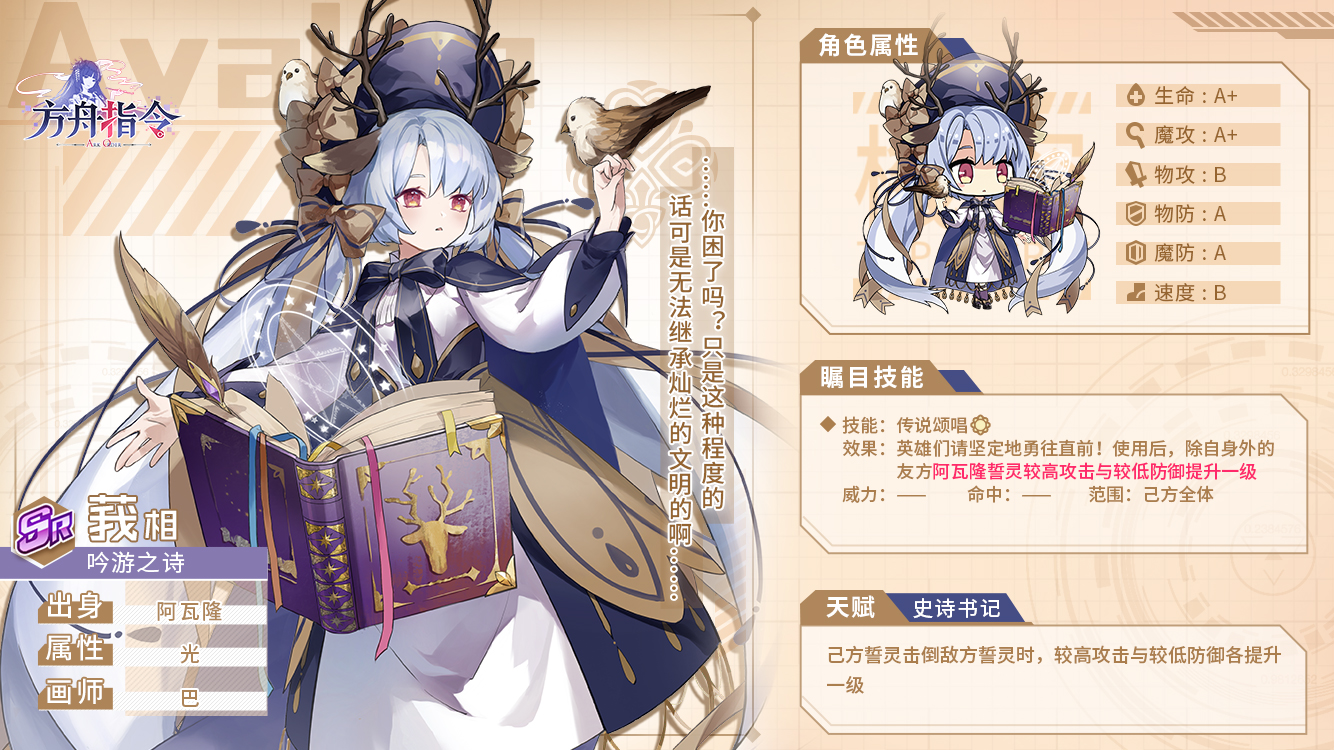 方舟指令
ARK ORDER
……你困了吗？只是这种程度的
话可是无法继承灿烂的文明的啊……
SR
莪相
吟游之诗
出身
阿瓦隆
属性
光
画师
巴
角色属性
生命：A+
魔攻：A+
物攻：B
物防：A
魔防：A
速度：B
瞩目技能
◆ 技能：传说颂唱
效果：英雄们请坚定地勇往直前！使用后，除自身外的
友方阿瓦隆誓灵较高攻击与较低防御提升一级
威力：—— 命中：—— 范围：己方全体
天赋 史诗书记
己方誓灵击倒敌方誓灵时，较高攻击与较低防御各提升
一级